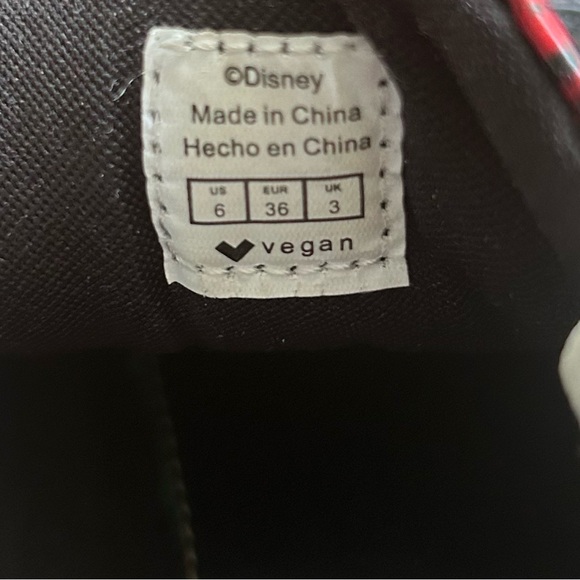 ©Disney
Made in China
Hecho en China
US EUR UK
6 36 3
vegan